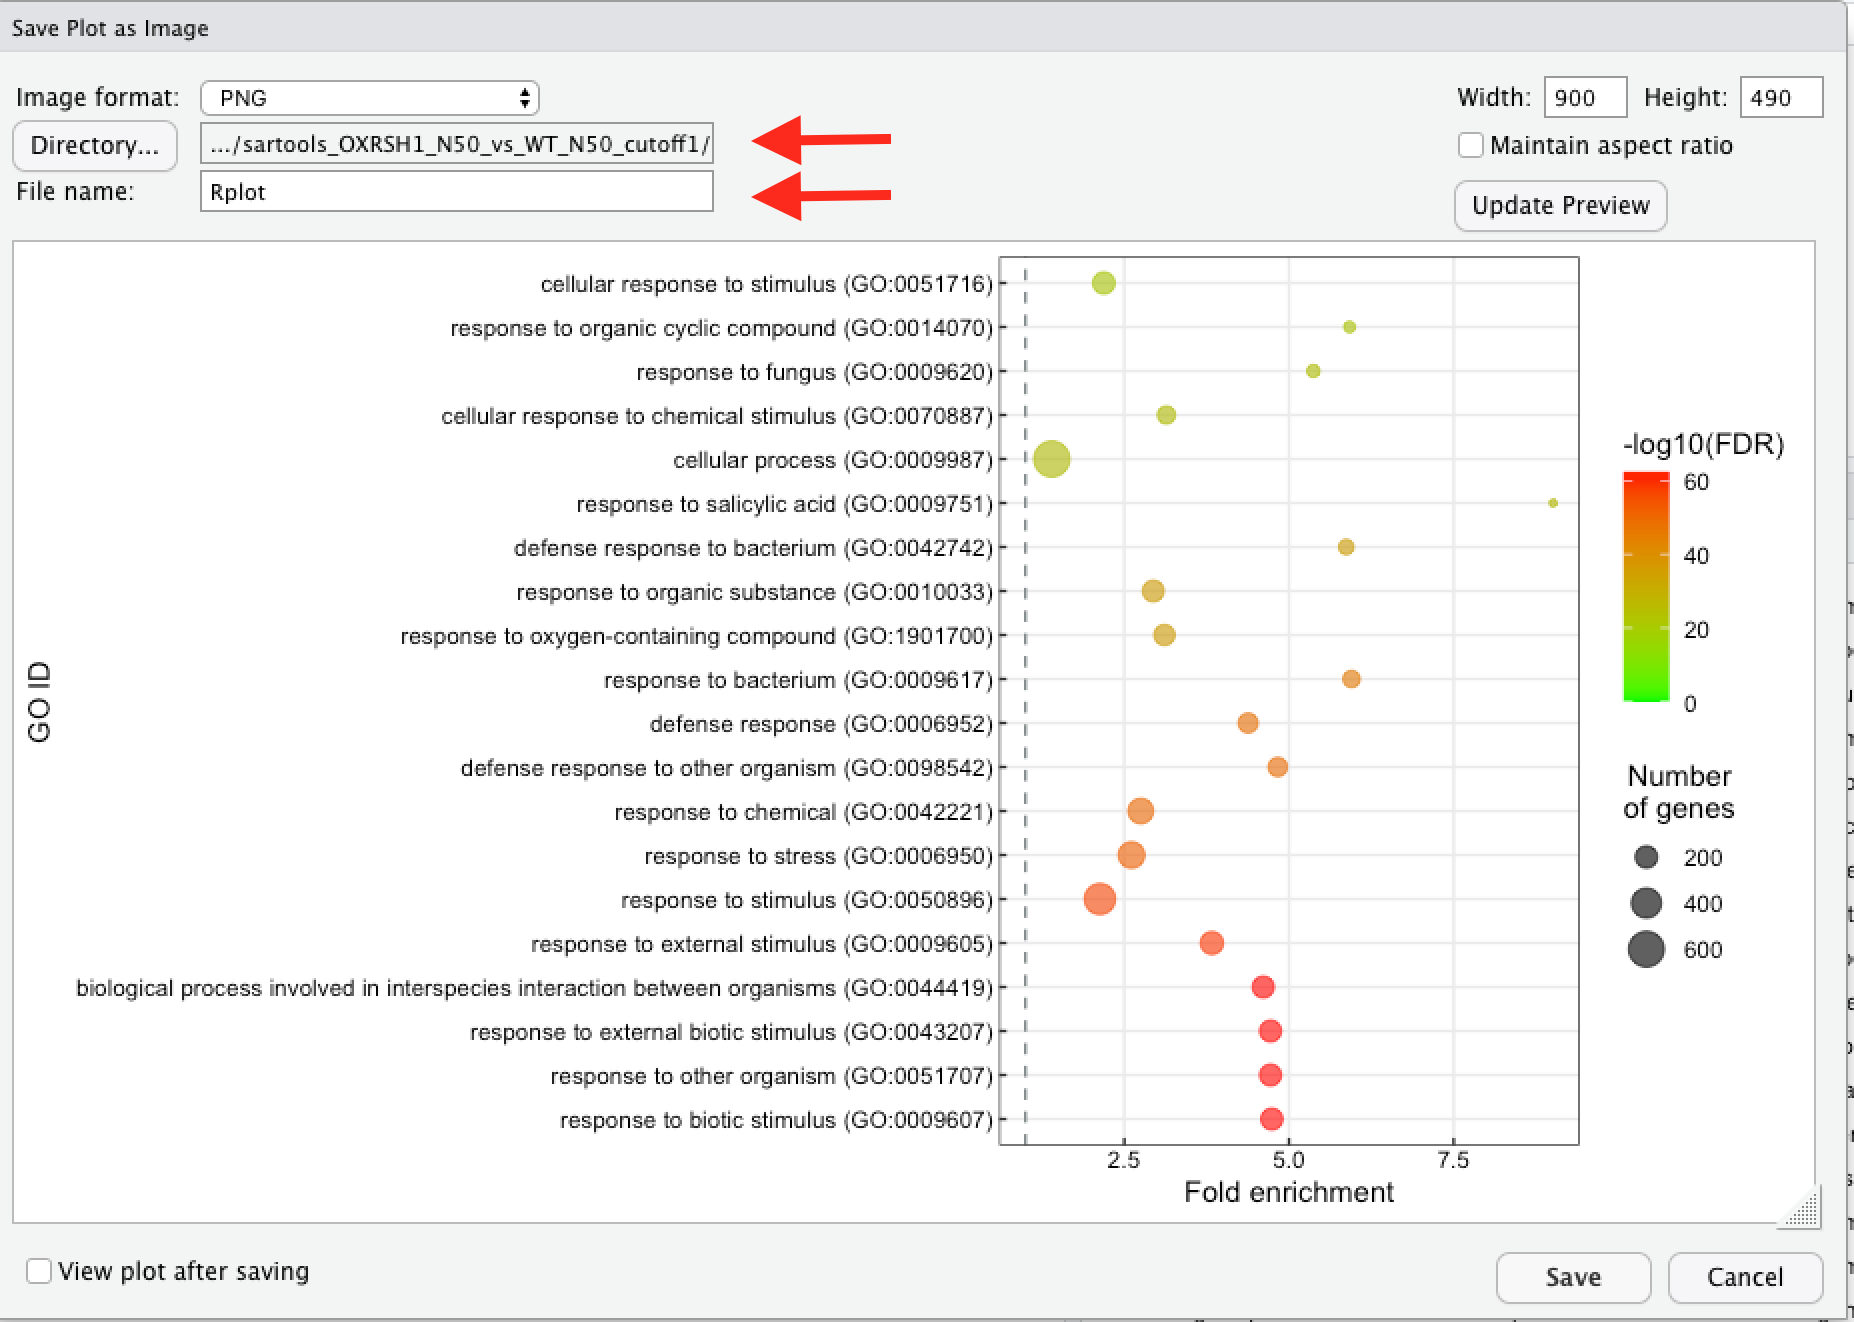 Save Plot as Image
Image format: PNG
Width: 900 Height: 490
Directory... .../sartools_OXRSH1_N50_vs_WT_N50_cutoff1/
Maintain aspect ratio
File name: Rplot
Update Preview
cellular response to stimulus (GO:0051716)
response to organic cyclic compound (GO:0014070)
response to fungus (GO:0009620)
cellular response to chemical stimulus (GO:0070887)
cellular process (GO:0009987)
response to salicylic acid (GO:0009751)
defense response to bacterium (GO:0042742)
response to organic substance (GO:0010033)
response to oxygen-containing compound (GO:1901700)
response to bacterium (GO:0009617)
defense response (GO:0006952)
defense response to other organism (GO:0098542)
response to chemical (GO:0042221)
response to stress (GO:0006950)
response to stimulus (GO:0050896)
response to external stimulus (GO:0009605)
biological process involved in interspecies interaction between organisms (GO:0044419)
response to external biotic stimulus (GO:0043207)
response to other organism (GO:0051707)
response to biotic stimulus (GO:0009607)
GO ID
2.5 5.0 7.5
Fold enrichment
-log10(FDR)
60
40
20
0
Number
of genes
200
400
600
View plot after saving
Save Cancel